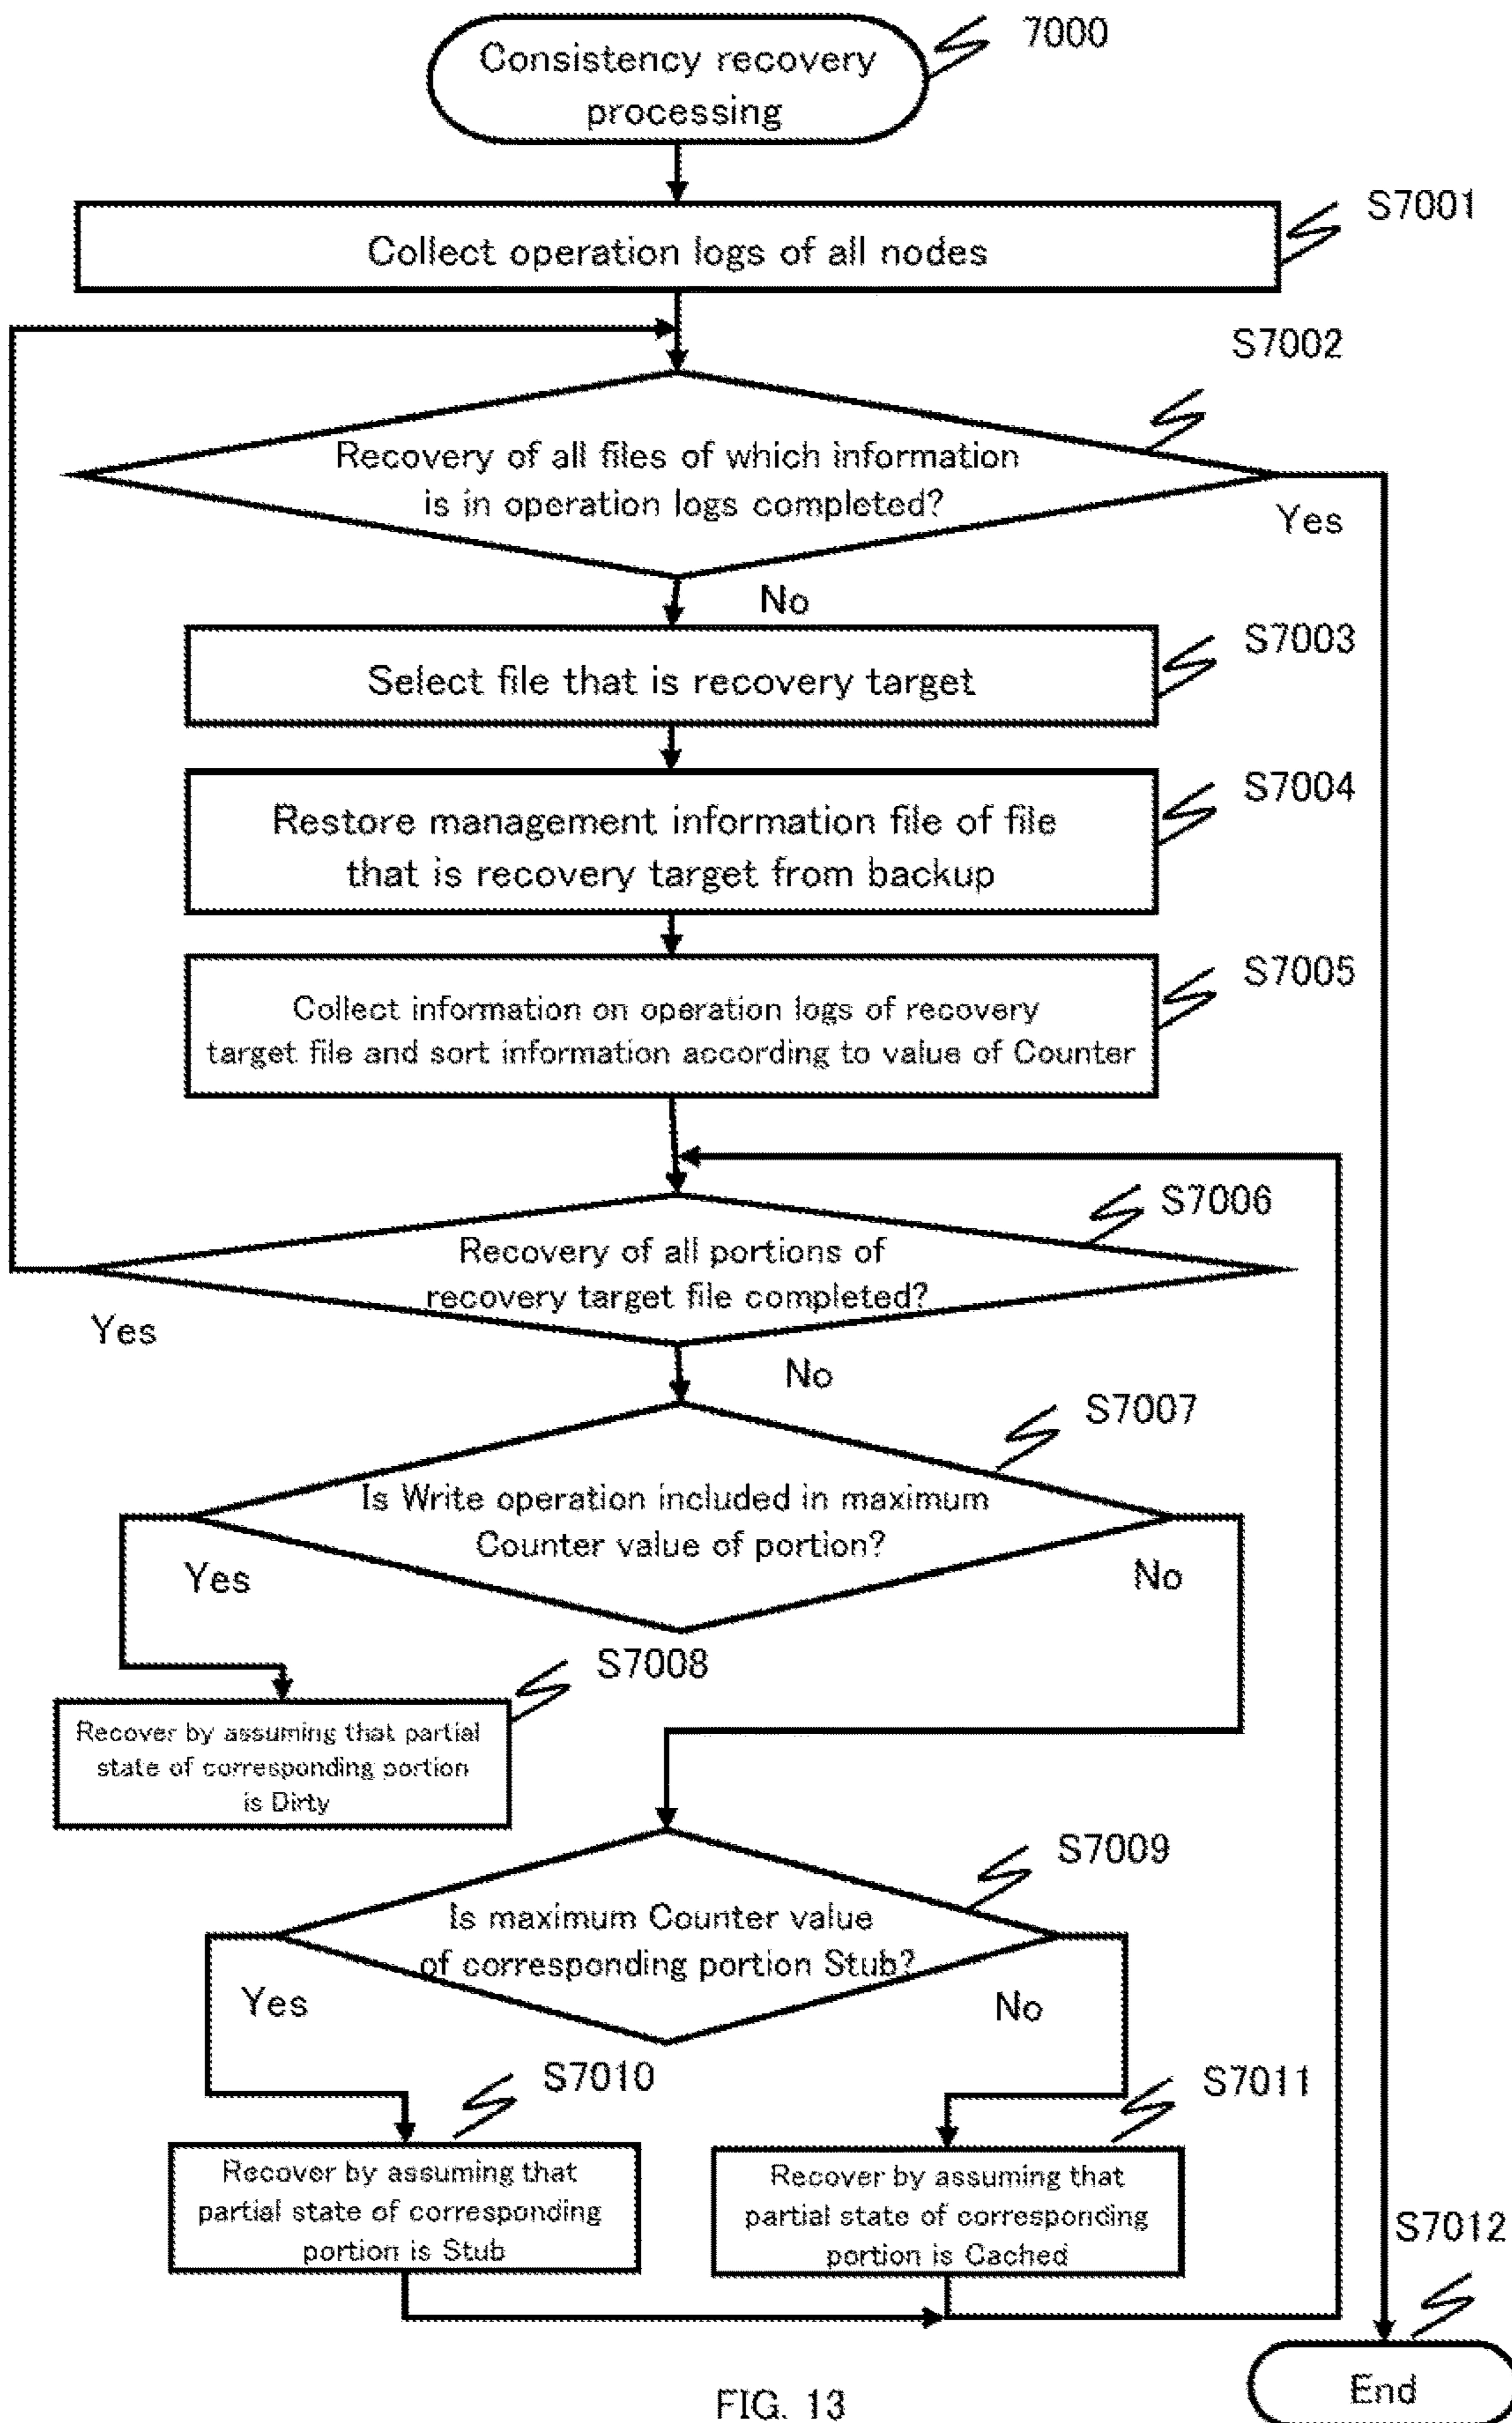 7000
Consistency recovery
processing
S7001
Collect operation logs of all nodes
S7002
Recovery of all files of which information
is in operation logs completed?
Yes
No
S7003
Select file that is recovery target
S7004
Restore management information file of file
that is recovery target from backup
S7005
Collect information on operation logs of recovery
target file and sort information according to value of Counter
S7006
Recovery of all portions of
recovery target file completed?
Yes
No
S7007
Is Write operation included in maximum
Counter value of portion?
Yes
No
S7008
Recover by assuming that partial
state of corresponding portion
is Dirty
S7009
Is maximum Counter value
of corresponding portion Stub?
Yes
No
S7010
S7011
Recover by assuming that
partial state of corresponding
portion is Stub
Recover by assuming that
partial state of corresponding
portion is Cached
S7012
End
FIG. 13